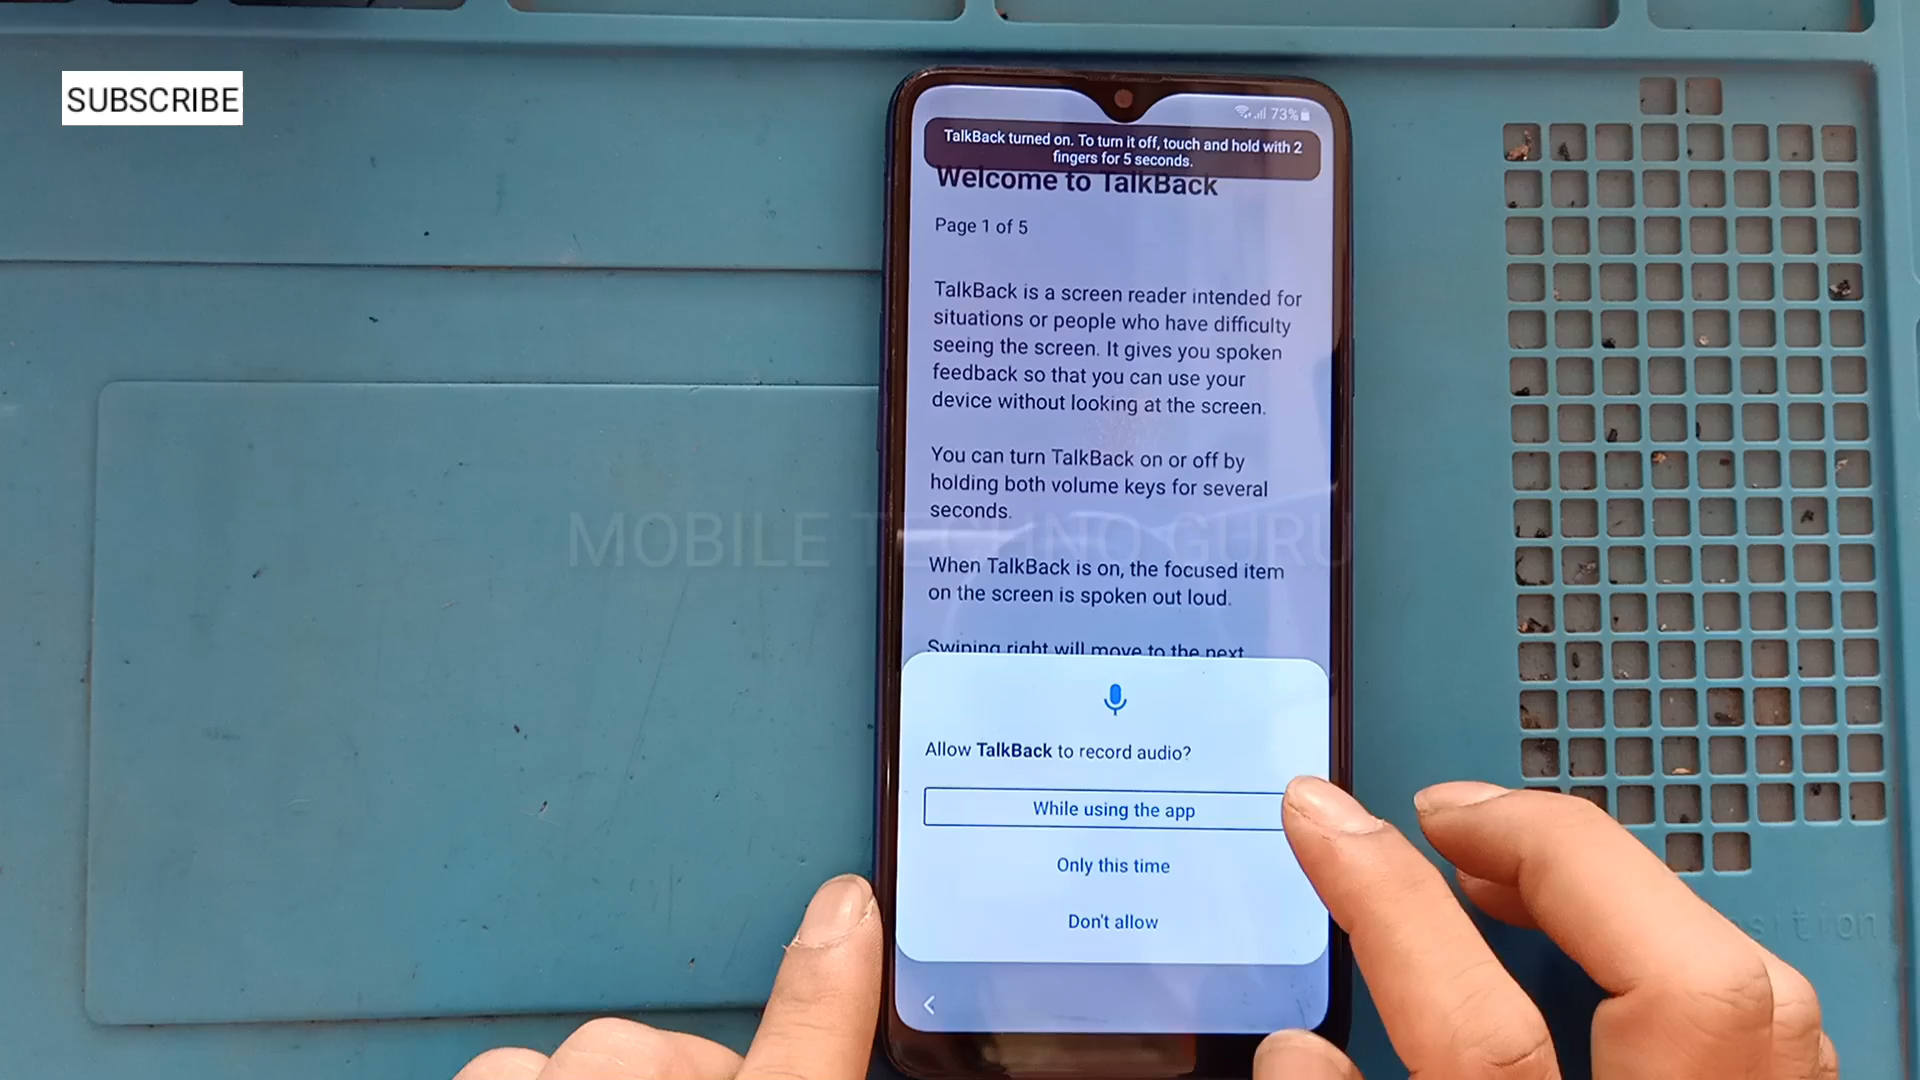 SUBSCRIBE
73%
TalkBack turned on. To turn it off, touch and hold with 2
fingers for 5 seconds.
Welcome to TalkBack
Page 1 of 5
TalkBack is a screen reader intended for
situations or people who have difficulty
seeing the screen. It gives you spoken
feedback so that you can use your
device without looking at the screen.
You can turn TalkBack on or off by
holding both volume keys for several
seconds.
MOBILE TECHNO GURU
When TalkBack is on, the focused item
on the screen is spoken out loud.
Swiping right will move to the next
Allow TalkBack to record audio?
While using the app
Only this time
Don't allow